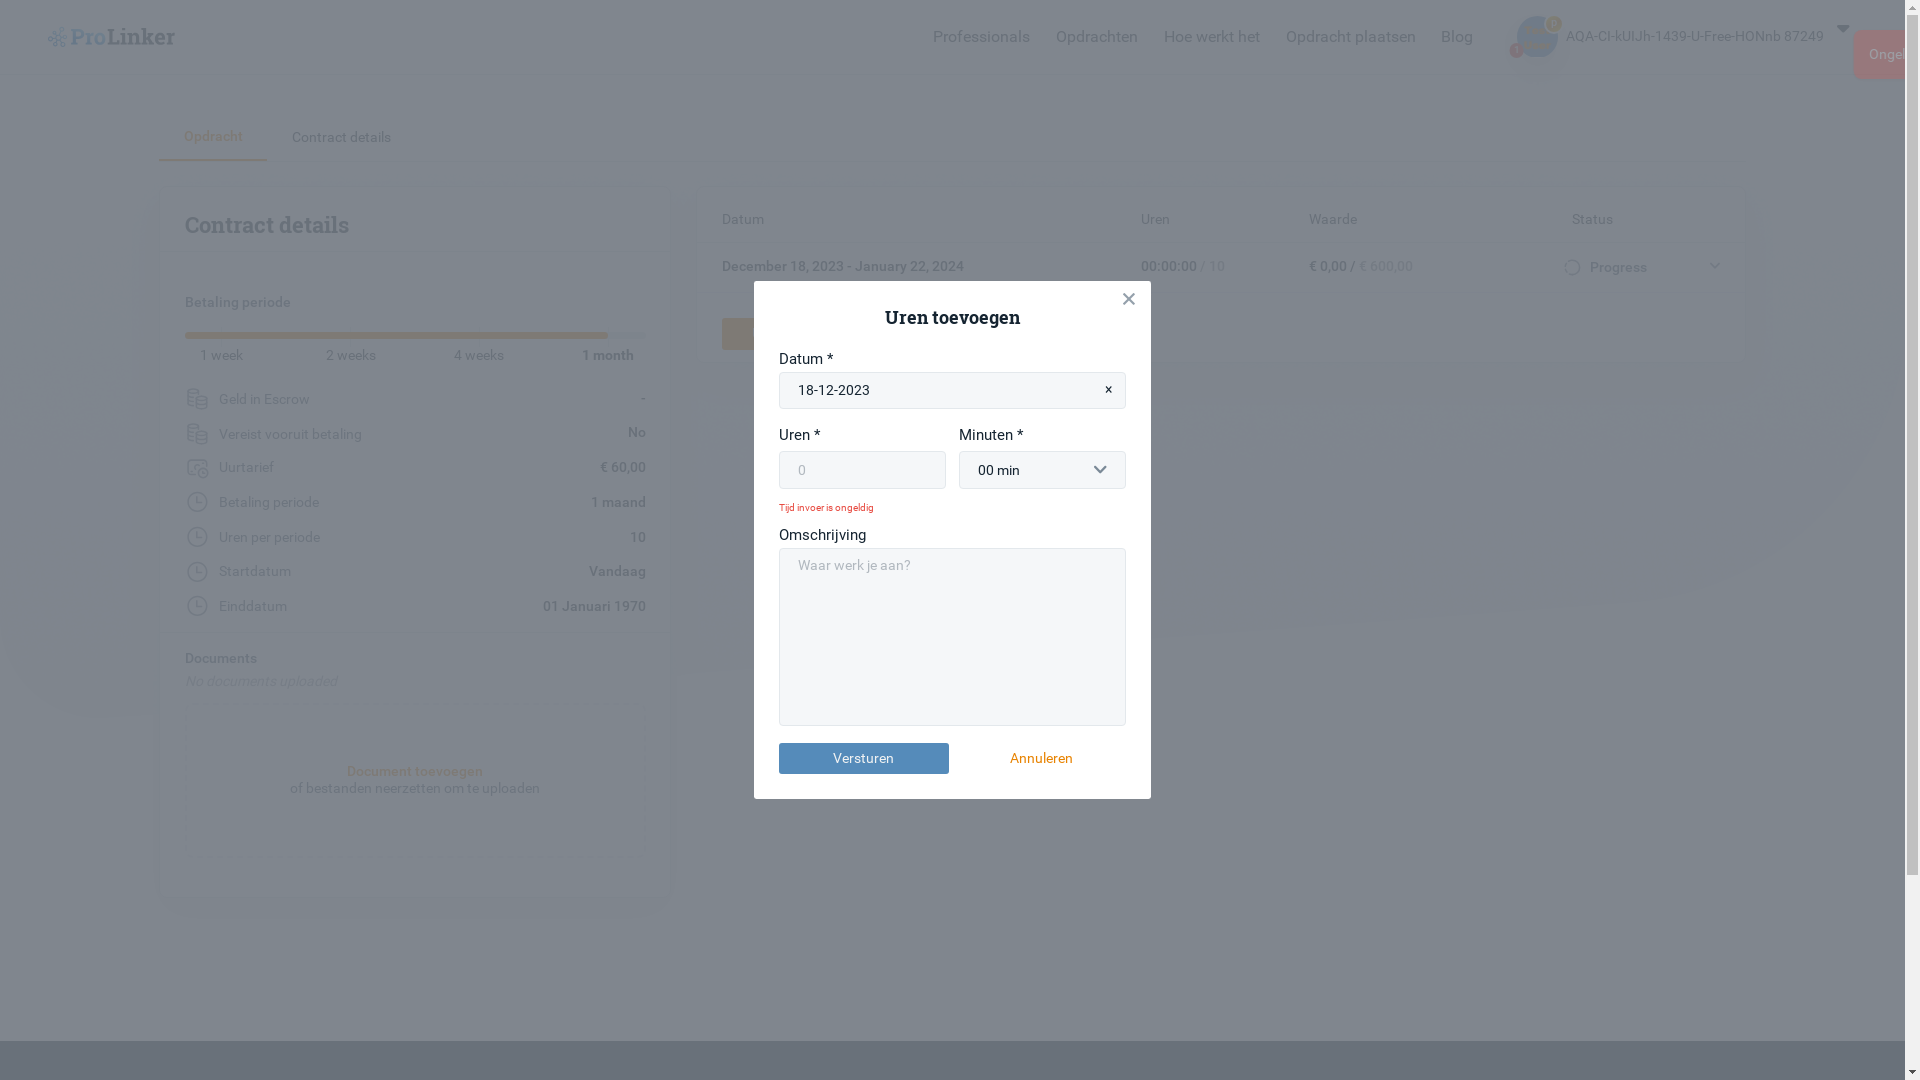 ProLinker
Professionals Opdrachten Hoe werkt het Opdracht plaatsen Blog AQA-CI-kUIJh-1439-U-Free-HONnb 87249
Opdracht Contract details
Contract details
Datum Uren Waarde Status
December 18, 2023 - January 22, 2024 00:00:00 / 10 € 0,00 / € 600,00 Progress
Betaling periode
1 week 2 weeks 4 weeks 1 month
Geld in Escrow -
Vereist vooruit betaling No
Uurtarief € 60,00
Betaling periode 1 maand
Uren per periode 10
Startdatum Vandaag
Einddatum 01 Januari 1970
Documents
No documents uploaded
Document toevoegen
of bestanden neerzetten om te uploaden
Uren toevoegen
Datum *
18-12-2023 ×
Uren * Minuten *
0 00 min
Tijd invoer is ongeldig
Omschrijving
Waar werk je aan?
Versturen Annuleren